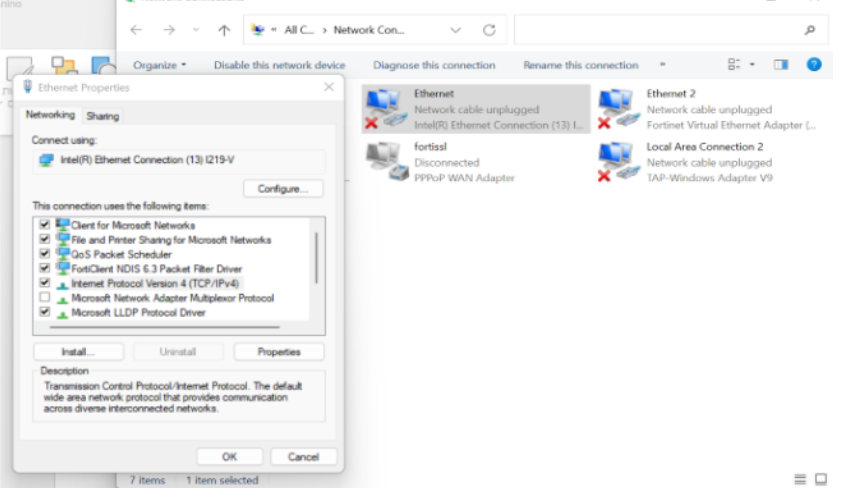 Network Connections
All C... > Network Con...
Organize
Disable this network device
Diagnose this connection
Rename this connection
»
Ethernet
Network cable unplugged
Intel(R) Ethernet Connection (13) I...
Ethernet 2
Network cable unplugged
Fortinet Virtual Ethernet Adapter (...
fortissl
Disconnected
PPPoP WAN Adapter
Local Area Connection 2
Network cable unplugged
TAP-Windows Adapter V9
7 items
1 item selected
Ethernet Properties
Networking
Sharing
Connect using:
Intel(R) Ethernet Connection (13) I219-V
Configure...
This connection uses the following items:
Client for Microsoft Networks
File and Printer Sharing for Microsoft Networks
QoS Packet Scheduler
FortiClient NDIS 6.3 Packet Filter Driver
Internet Protocol Version 4 (TCP/IPv4)
Microsoft Network Adapter Multiplexor Protocol
Microsoft LLDP Protocol Driver
Install...
Uninstall
Properties
Description
Transmission Control Protocol/Internet Protocol. The default
wide area network protocol that provides communication
across diverse interconnected networks.
OK
Cancel